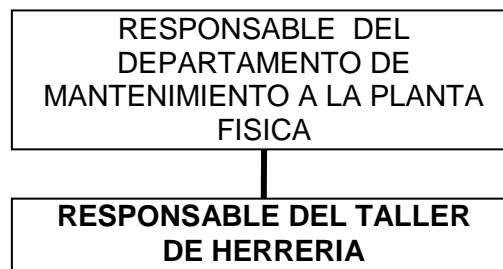 RESPONSABLE DEL
DEPARTAMENTO DE
MANTENIMIENTO A LA PLANTA
FISICA
RESPONSABLE DEL TALLER
DE HERRERIA